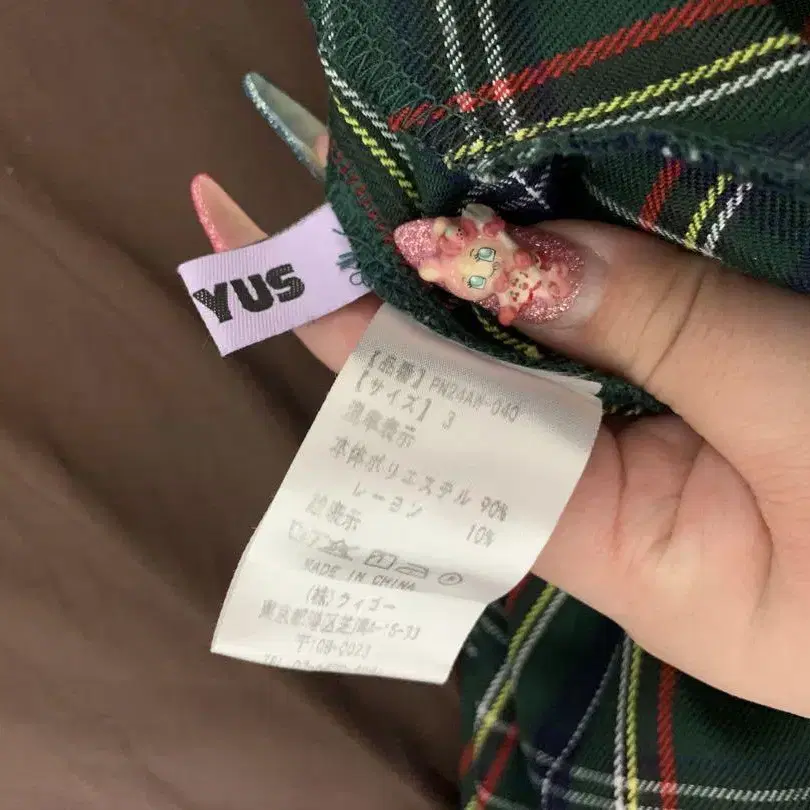 YUS
【品番】PN24AW-040
【サイズ】3
混率表示
本体ポリエステル 90%
レーヨン 10%
絵表示
MADE IN CHINA
(株)ウィゴー
東京都港区芝浦4-15-33
〒108-0023